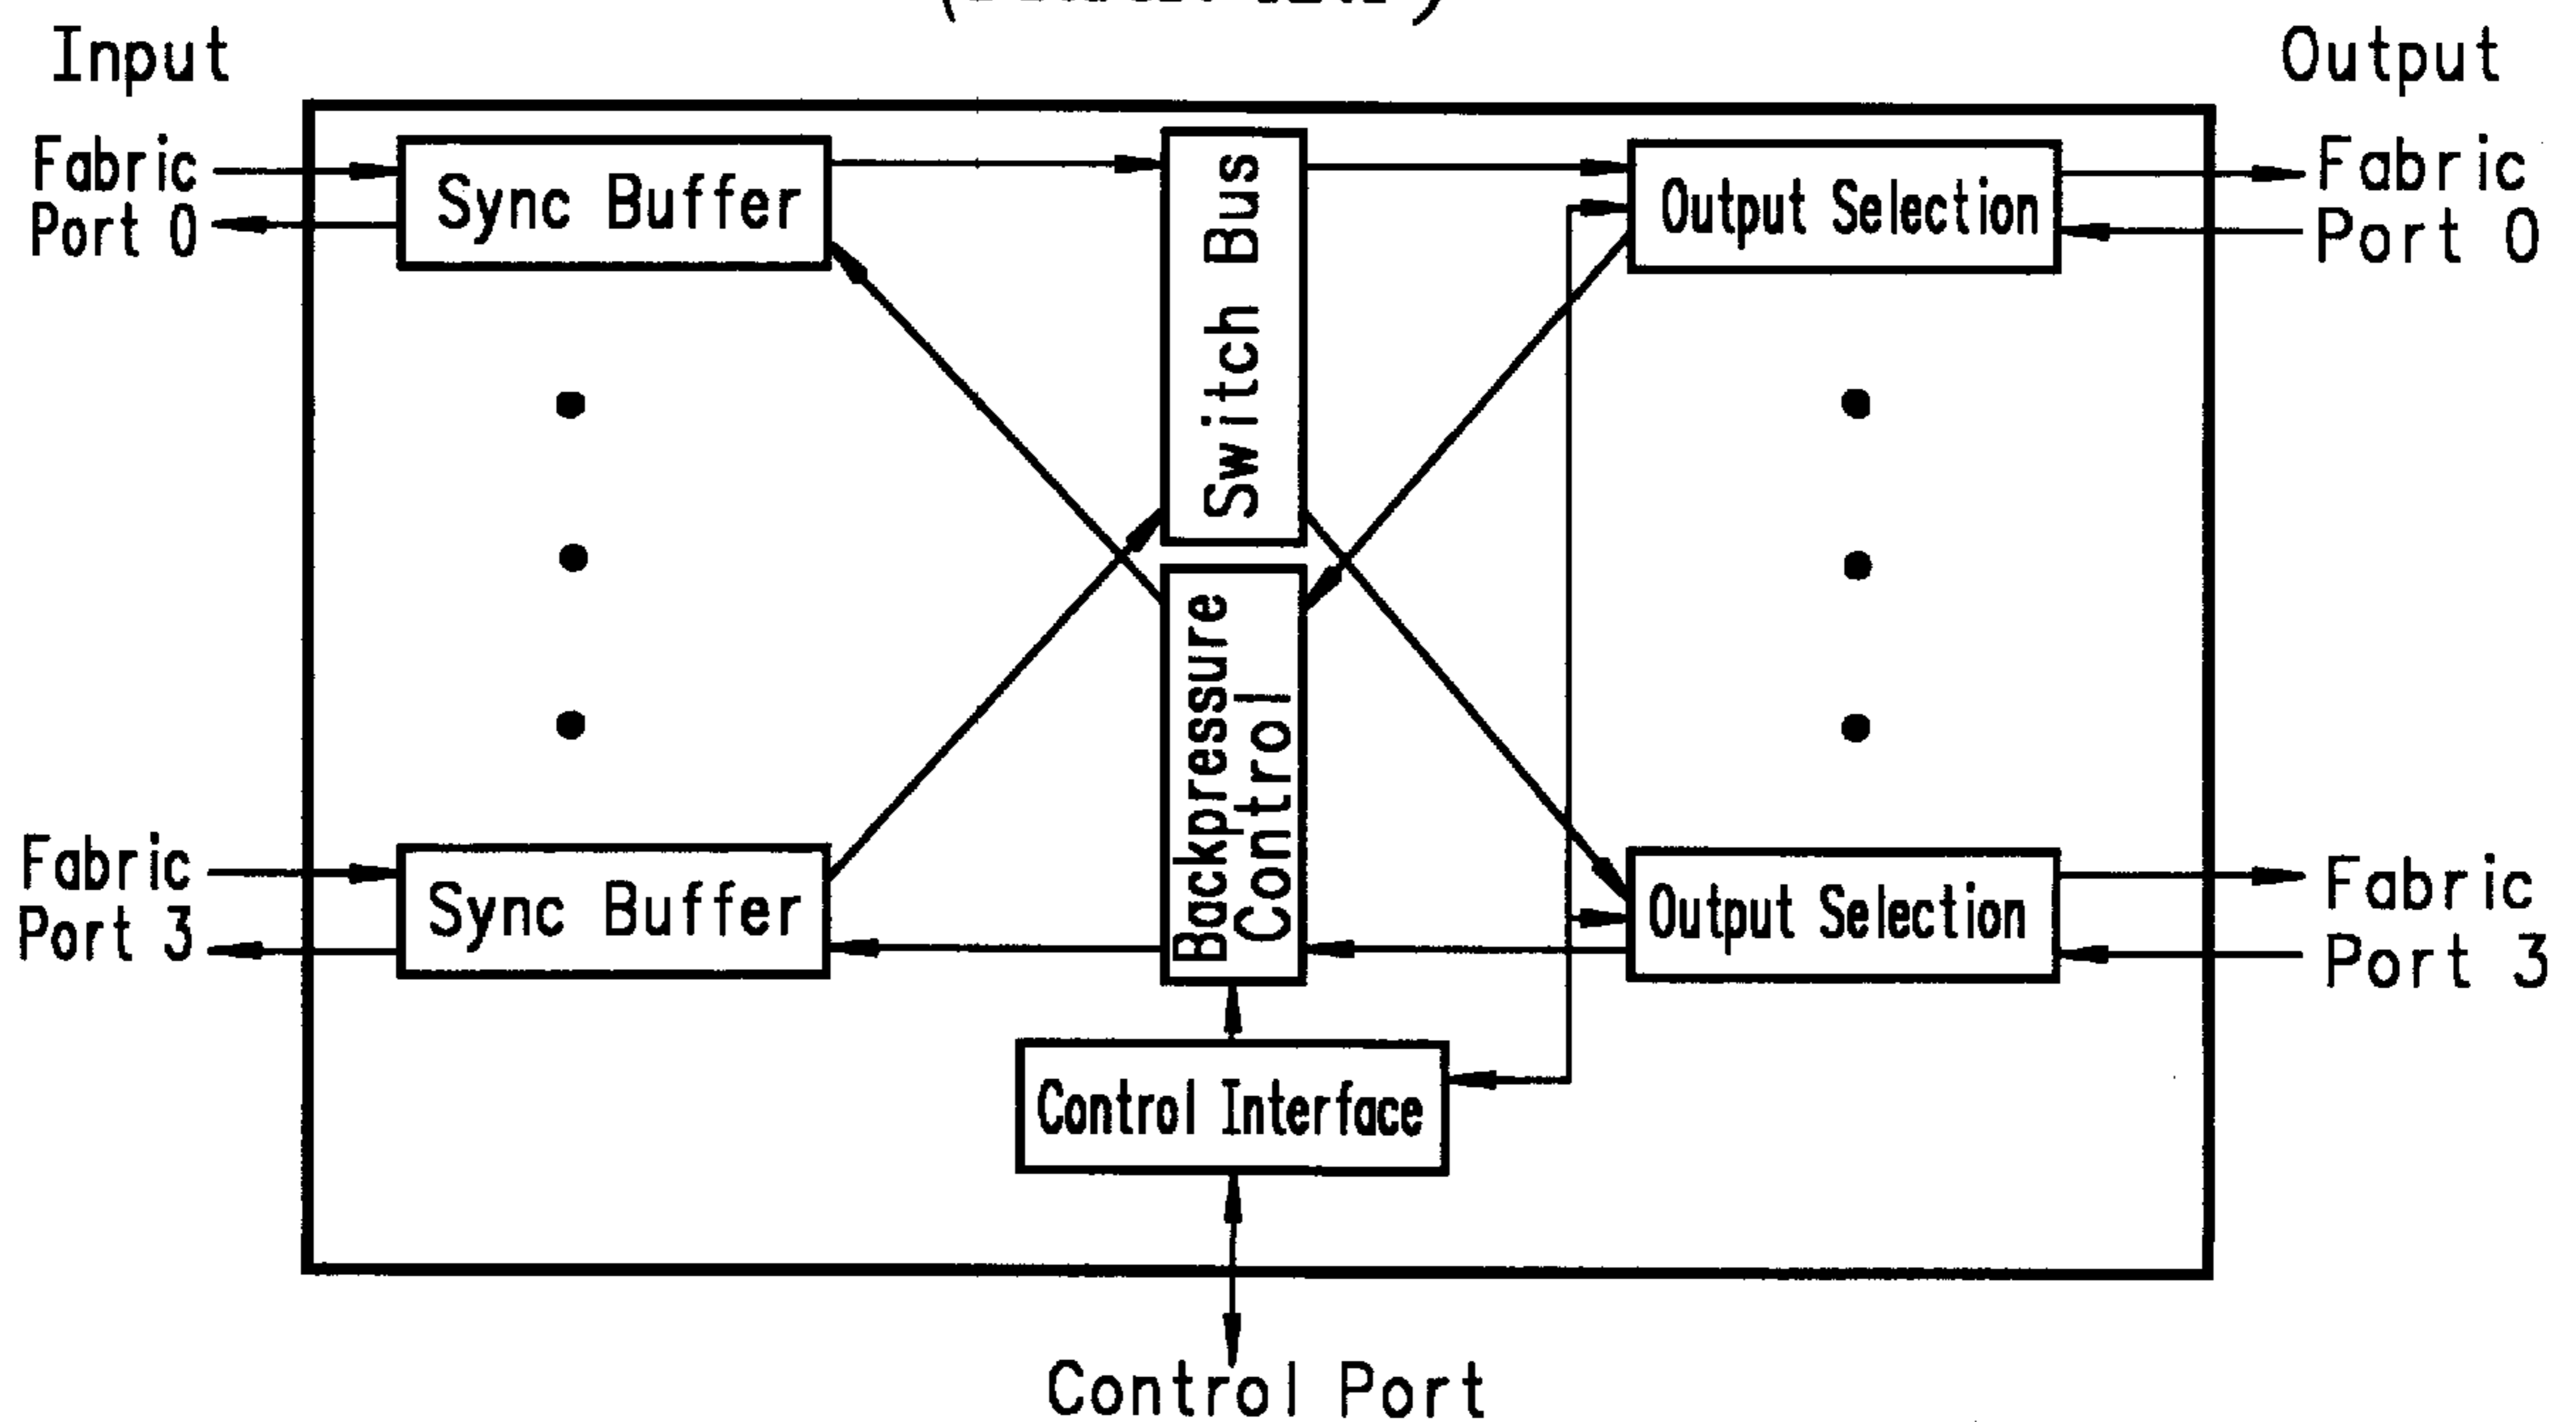 Input
Output
Fabric
Port 0
Sync Buffer
Switch Bus
Output Selection
Fabric
Port 0
Backpressure
Control
Fabric
Port 3
Sync Buffer
Output Selection
Fabric
Port 3
Control Interface
Control Port